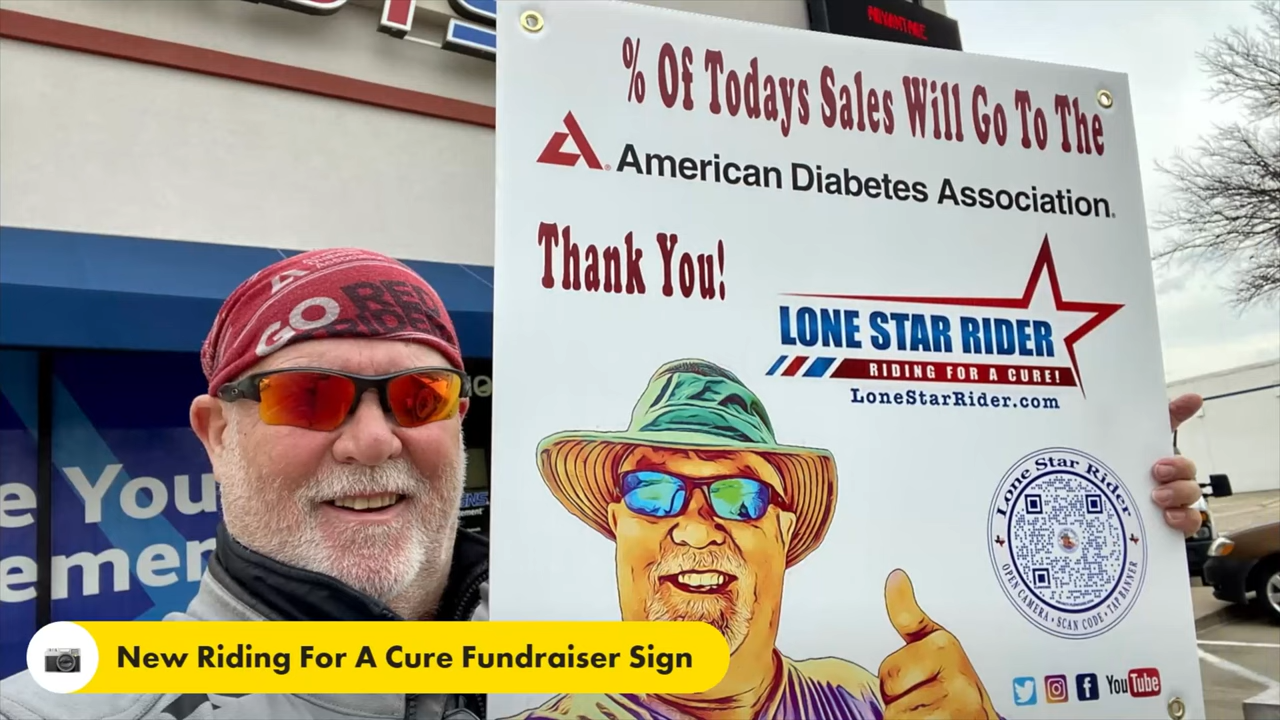 ADVANTAGE
% Of Todays Sales Will Go To The
American Diabetes Association.
Thank You!
LONE STAR RIDER
RIDING FOR A CURE!
LoneStarRider.com
GO RED
RIDER
e You
emen
Lone Star Rider
OPEN CAMERA • SCAN CODE • TAP BANNER
YouTube
New Riding For A Cure Fundraiser Sign